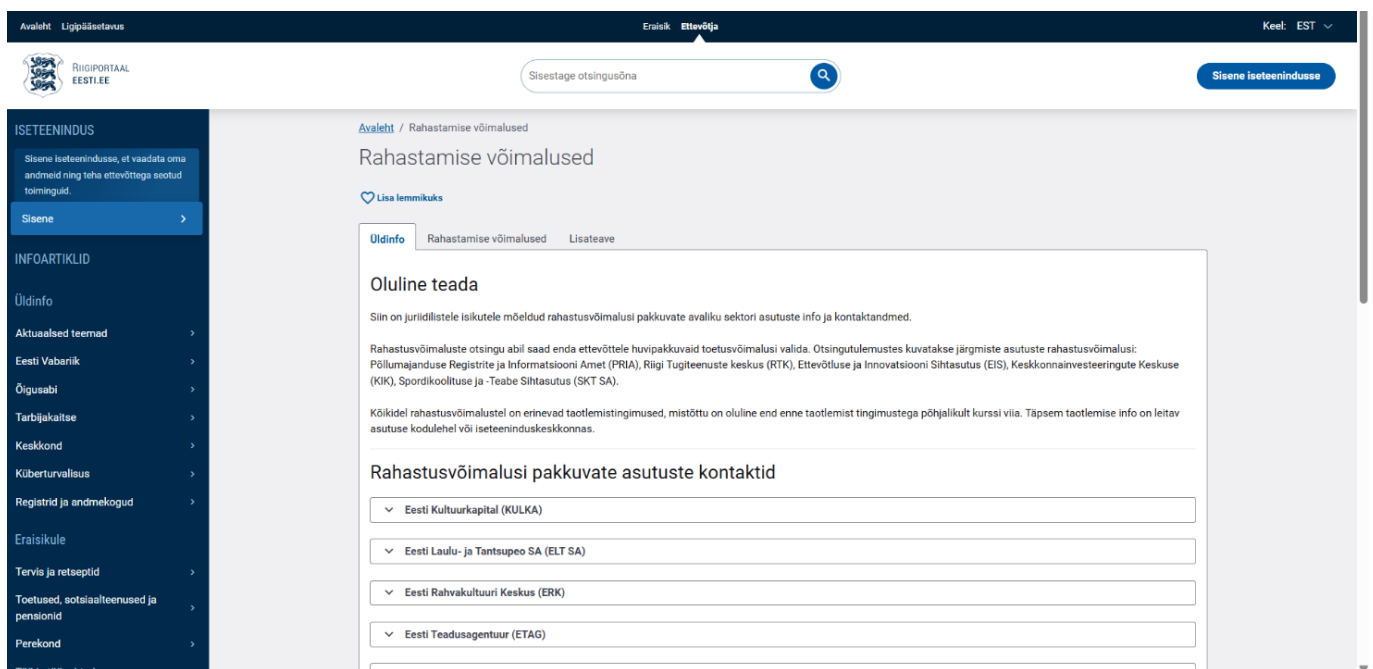 Avaleht Ligipääsetavus
Eraisik Ettevõtja
Keel: EST
RIIGIPORTAAL
EESTI.EE
Sisestage otsingusõna
Sisene iseteenindusse
ISETEENINDUS
Sisene iseteenindusse, et vaadata oma
andmeid ning teha ettevõttega seotud
toiminguid.
Sisene
INFOARTIKLID
Üldinfo
Aktuaalsed teemad
Eesti Vabariik
Õigusabi
Tarbijakaitse
Keskkond
Küberturvalisus
Registrid ja andmekogud
Eraisikule
Tervis ja retseptid
Toetused, sotsiaalteenused ja
pensionid
Perekond
Avaleht / Rahastamise võimalused
Rahastamise võimalused
Lisa lemmikuks
Üldinfo Rahastamise võimalused Lisateave
Oluline teada
Siin on juriidilistele isikutele mõeldud rahastusvõimalusi pakkuvate avaliku sektori asutuste info ja kontaktandmed.
Rahastusvõimaluste otsingu abil saad enda ettevõttele huvipakkuvaid toetusvõimalusi valida. Otsingutulemustes kuvatakse järgmiste asutuste rahastusvõimalusi:
Põllumajanduse Registrite ja Informatsiooni Amet (PRIA), Riigi Tugiteenuste keskus (RTK), Ettevõtluse ja Innovatsiooni Sihtasutus (EIS), Keskkonnainvesteeringute Keskuse
(KIK), Spordikoolituse ja -Teabe Sihtasutus (SKT SA).
Kõikidel rahastusvõimalustel on erinevad taotlemistingimused, mistõttu on oluline end enne taotlemist tingimustega põhjalikult kurssi viia. Täpsem taotlemise info on leitav
asutuse kodulehel või iseteeninduskeskkonnas.
Rahastusvõimalusi pakkuvate asutuste kontaktid
Eesti Kultuurkapital (KULKA)
Eesti Laulu- ja Tantsupeo SA (ELT SA)
Eesti Rahvakultuuri Keskus (ERK)
Eesti Teadusagentuur (ETAG)